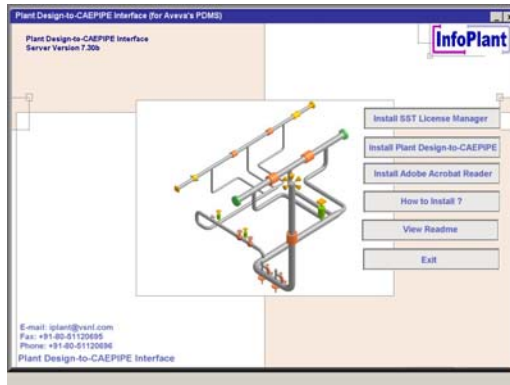 Plant Design-to-CAEPIPE Interface (for Aveva's PDMS)
Plant Design-to-CAEPIPE Interface
Server Version 7.30b
InfoPlant
Install SST License Manager
Install Plant Design-to-CAEPIPE
Install Adobe Acrobat Reader
How to Install ?
View Readme
Exit
E-mail: iplant@vsnl.com
Fax: +91-80-51120695
Phone: +91-80-51120696
Plant Design-to-CAEPIPE Interface